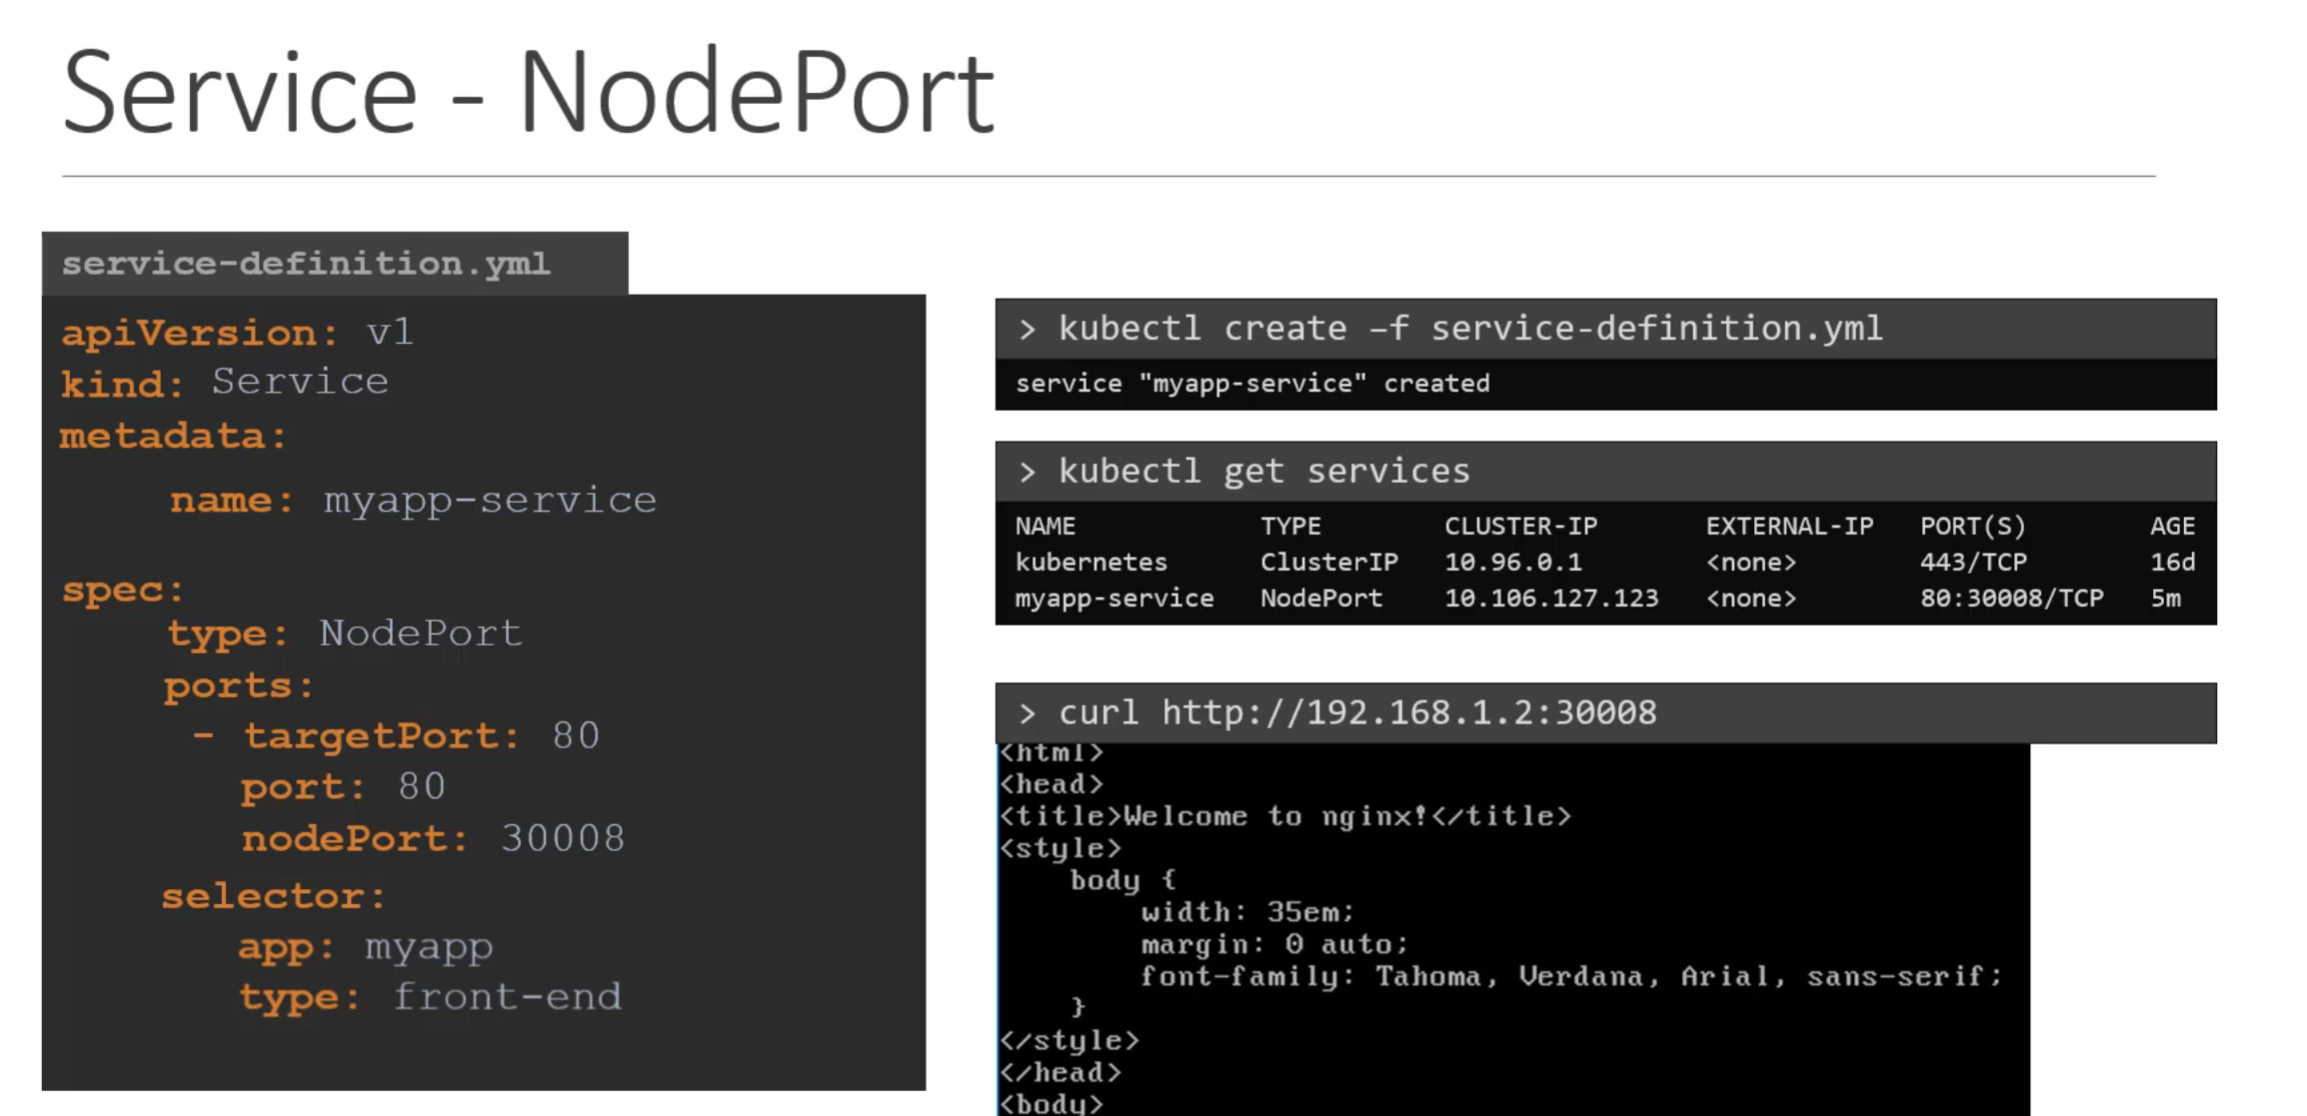 Service - NodePort
service-definition.yml
apiVersion: v1
kind: Service
metadata:
name: myapp-service
spec:
type: NodePort
ports:
- targetPort: 80
port: 80
nodePort: 30008
selector:
app: myapp
type: front-end
> kubectl create –f service-definition.yml
service "myapp-service" created
> kubectl get services
NAME TYPE CLUSTER-IP EXTERNAL-IP PORT(S) AGE
kubernetes ClusterIP 10.96.0.1 <none> 443/TCP 16d
myapp-service NodePort 10.106.127.123 <none> 80:30008/TCP 5m
> curl http://192.168.1.2:30008
<html>
<head>
<title>Welcome to nginx!</title>
<style>
body {
width: 35em;
margin: 0 auto;
font-family: Tahoma, Verdana, Arial, sans-serif;
}
</style>
</head>
<body>